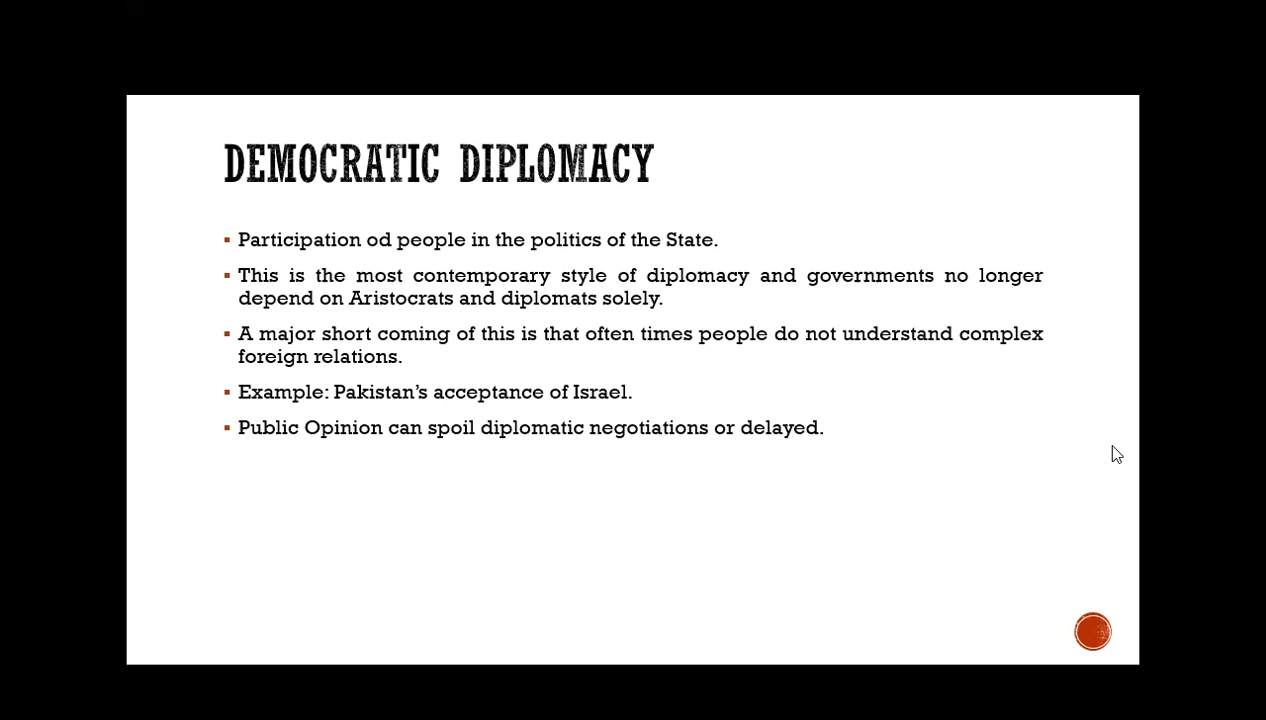 DEMOCRATIC DIPLOMACY
▪ Participation od people in the politics of the State.
▪ This is the most contemporary style of diplomacy and governments no longer
depend on Aristocrats and diplomats solely.
▪ A major short coming of this is that often times people do not understand complex
foreign relations.
▪ Example: Pakistan’s acceptance of Israel.
▪ Public Opinion can spoil diplomatic negotiations or delayed.